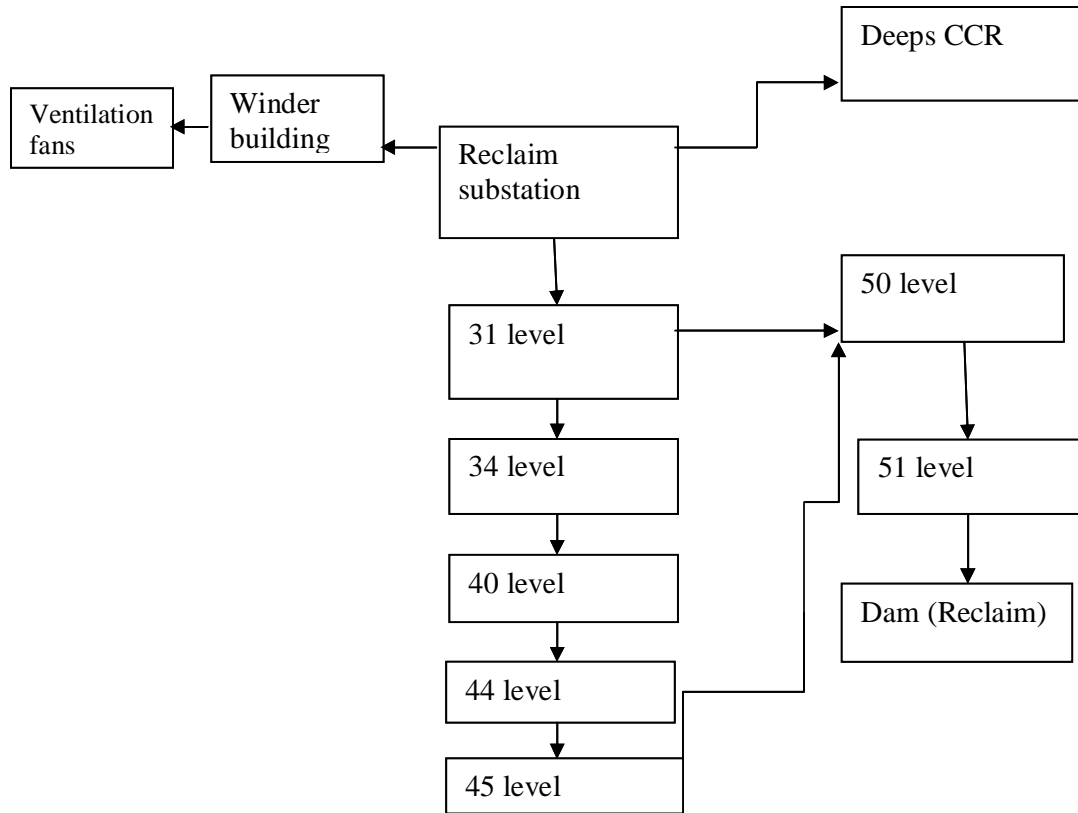 Deeps CCR
Ventilation
fans
Winder
building
Reclaim
substation
31 level
50 level
34 level
51 level
40 level
Dam (Reclaim)
44 level
45 level